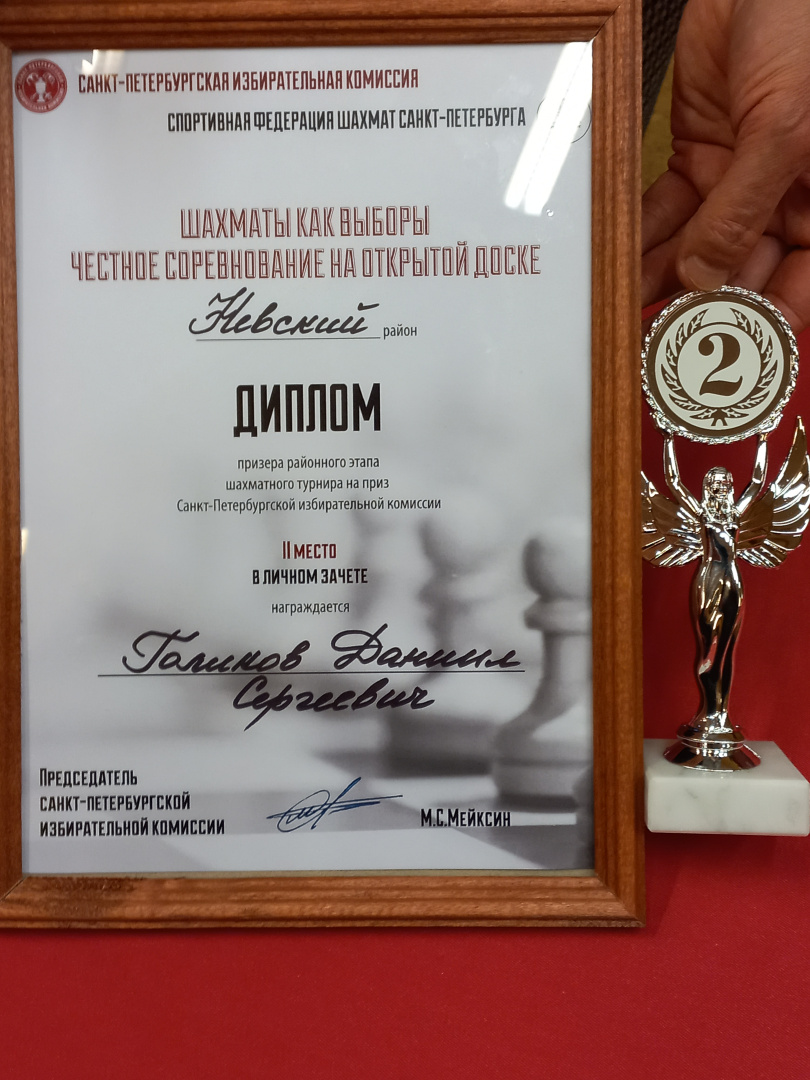 САНКТ-ПЕТЕРБУРГСКАЯ ИЗБИРАТЕЛЬНАЯ КОМИССИЯ
СПОРТИВНАЯ ФЕДЕРАЦИЯ ШАХМАТ САНКТ-ПЕТЕРБУРГА
ШАХМАТЫ КАК ВЫБОРЫ
ЧЕСТНОЕ СОРЕВНОВАНИЕ НА ОТКРЫТОЙ ДОСКЕ
Невский район
ДИПЛОМ
призера районного этапа
шахматного турнира на приз
Санкт-Петербургской избирательной комиссии
II МЕСТО
В ЛИЧНОМ ЗАЧЕТЕ
награждается
Голиков Даниил
Сергеевич
ПРЕДСЕДАТЕЛЬ
САНКТ-ПЕТЕРБУРГСКОЙ
ИЗБИРАТЕЛЬНОЙ КОМИССИИ
М.С.МЕЙКСИН
2